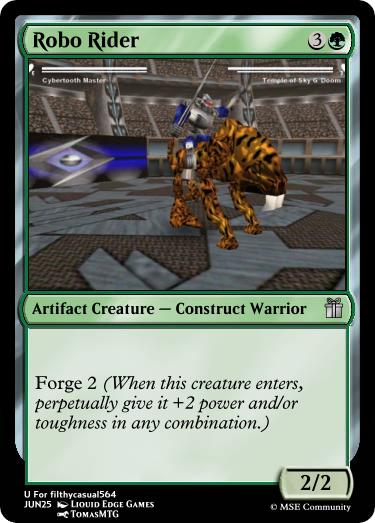 Robo Rider 3
Cybertooth Master Temple of Sky G Doom
Artifact Creature — Construct Warrior
Forge 2 (When this creature enters,
perpetually give it +2 power and/or
toughness in any combination.)
2/2
U For filthycasual564
JUN25 Liquid Edge Games
TomasMTG
© MSE Community